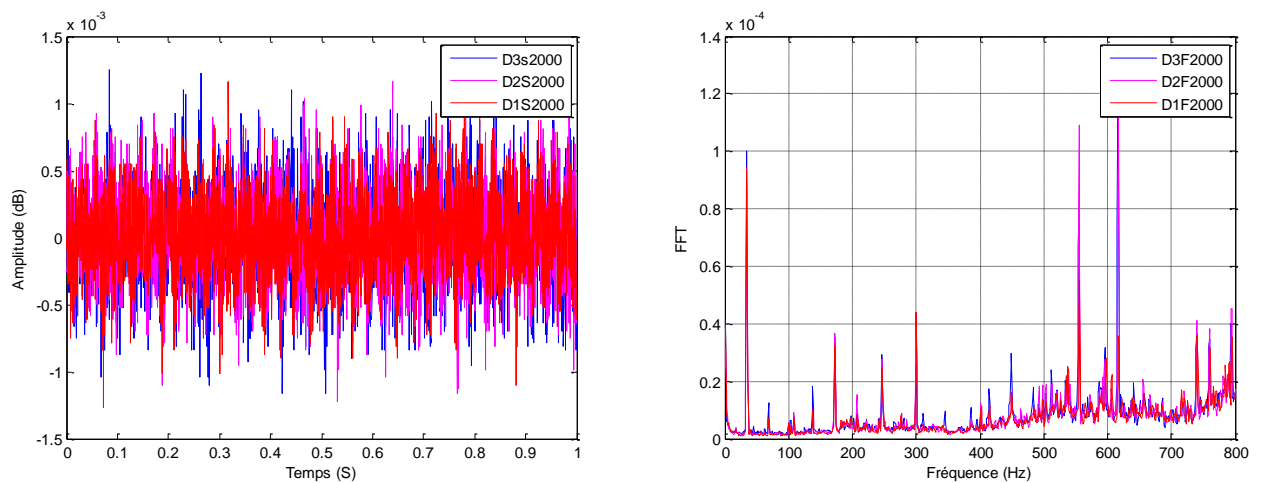 x 10-3
1.5
1
0.5
0
-0.5
-1
-1.5
0 0.1 0.2 0.3 0.4 0.5 0.6 0.7 0.8 0.9 1
Temps (S)
Amplitude (dB)
D3s2000
D2S2000
D1S2000
x 10-4
1.4
1.2
1
0.8
0.6
0.4
0.2
0
0 100 200 300 400 500 600 700 800
Fréquence (Hz)
FFT
D3F2000
D2F2000
D1F2000